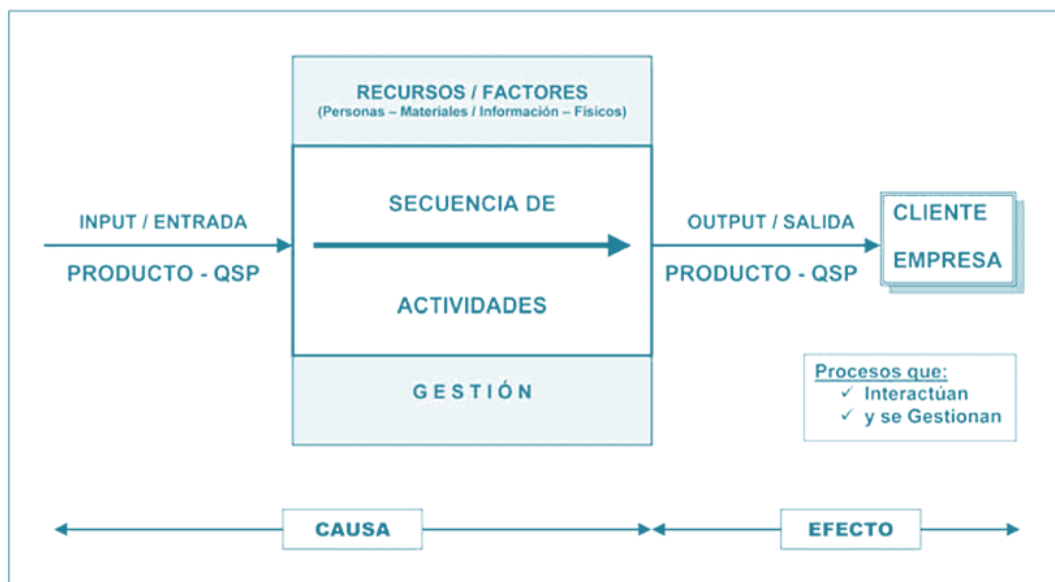 RECURSOS / FACTORES
(Personas – Materiales / Información – Físicos)
SECUENCIA DE
ACTIVIDADES
INPUT / ENTRADA
PRODUCTO - QSP
OUTPUT / SALIDA
PRODUCTO - QSP
CLIENTE
EMPRESA
GESTIÓN
Procesos que:
✓ Interactúan
✓ y se Gestionan
CAUSA
EFECTO